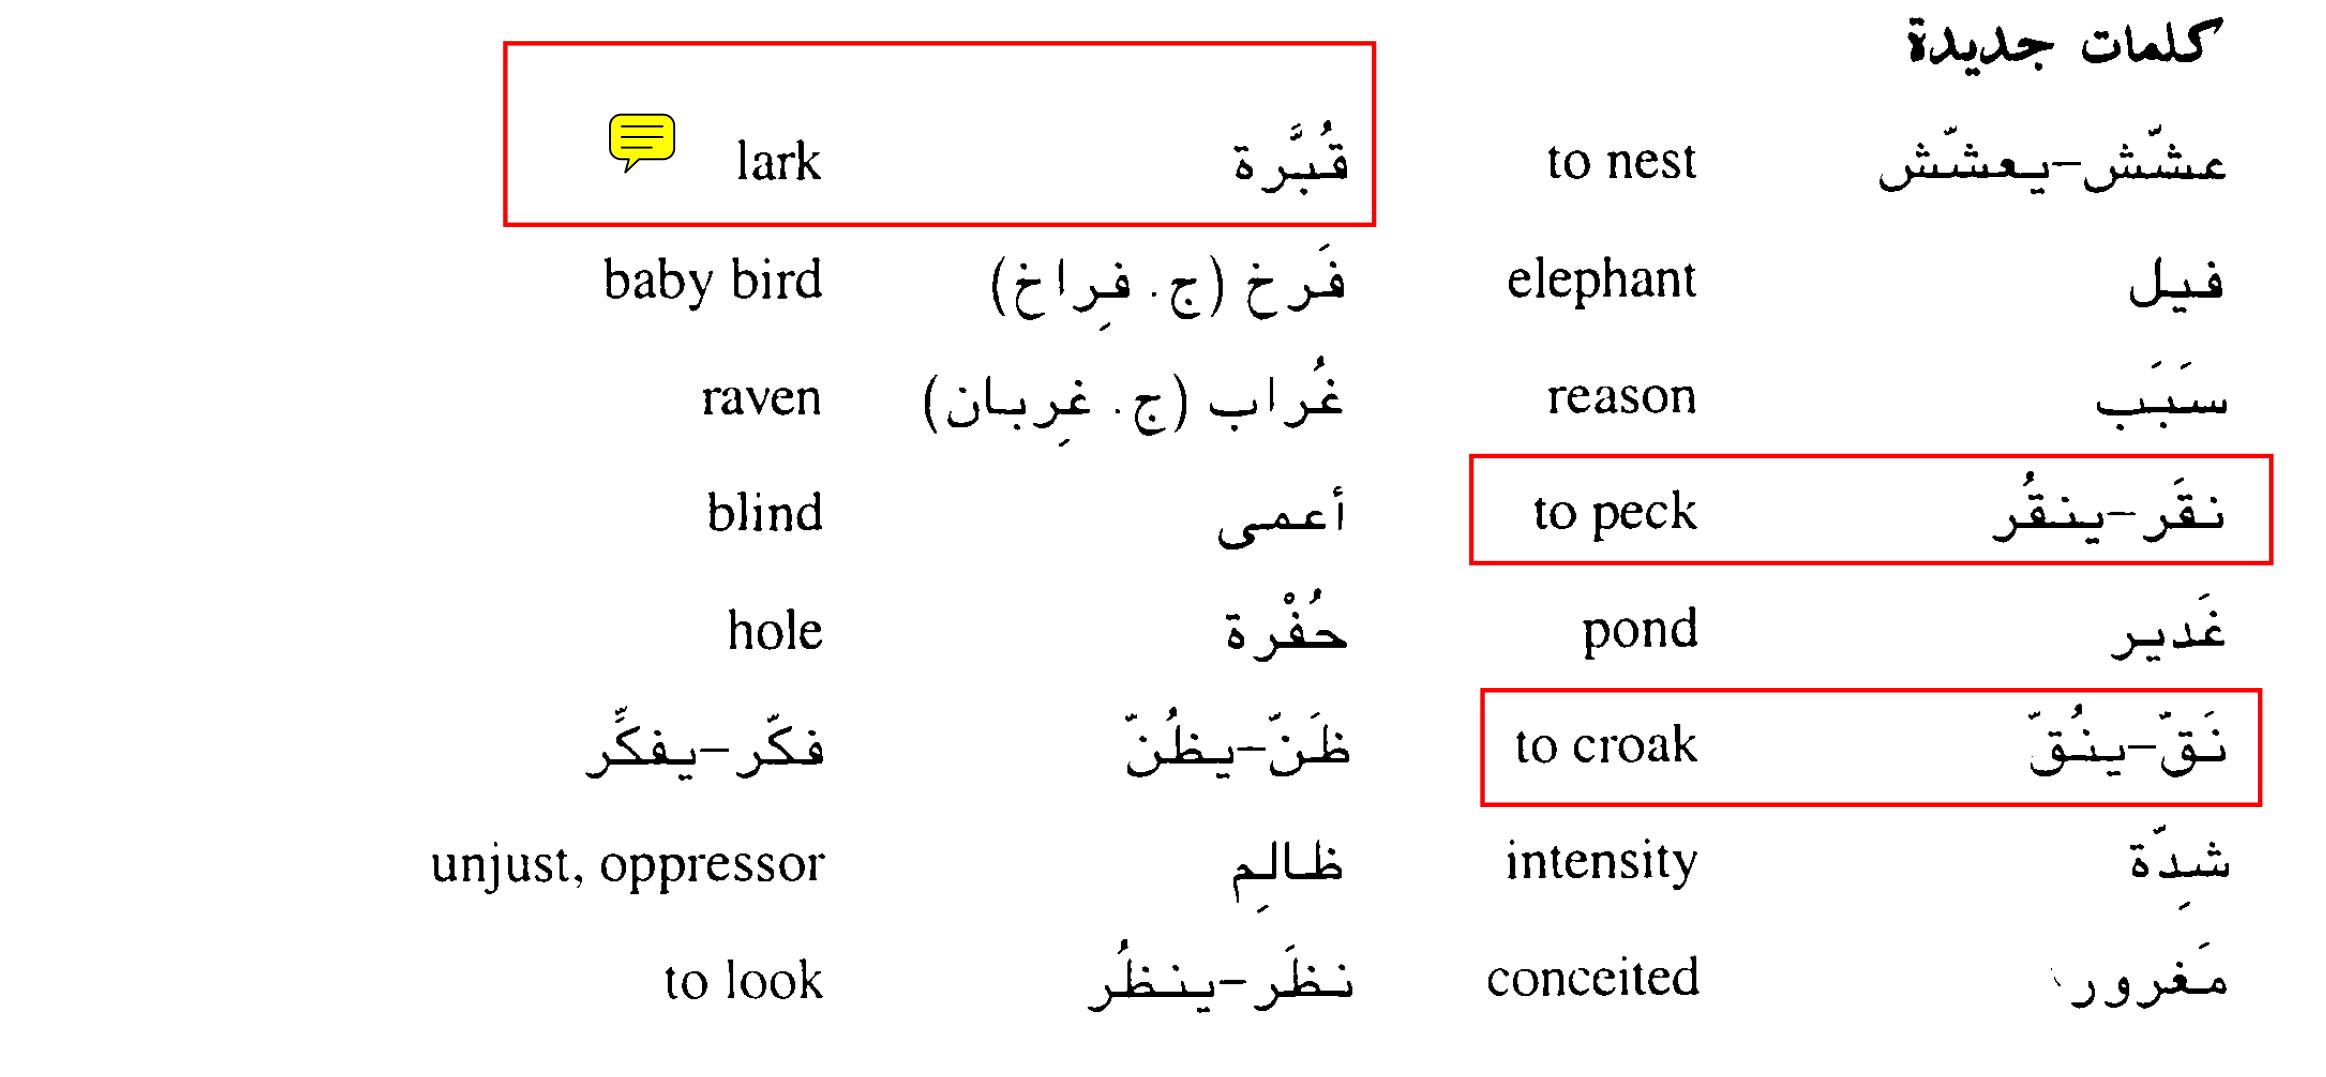 كلمات جديدة
عشّش-يعشّش to nest قُبَّرة lark
فيل elephant فَرخ (ج. فِراخ) baby bird
سَبَب reason غُراب (ج. غِربان) raven
نقَر-ينقُر to peck أعمى blind
غَدير pond حُفْرة hole
نَقّ-ينُقّ to croak ظَنّ-يظُنّ فكّر-يفكِّر
شدِّة intensity ظالِم unjust, oppressor
مَغرور conceited نظَر-ينظُر to look